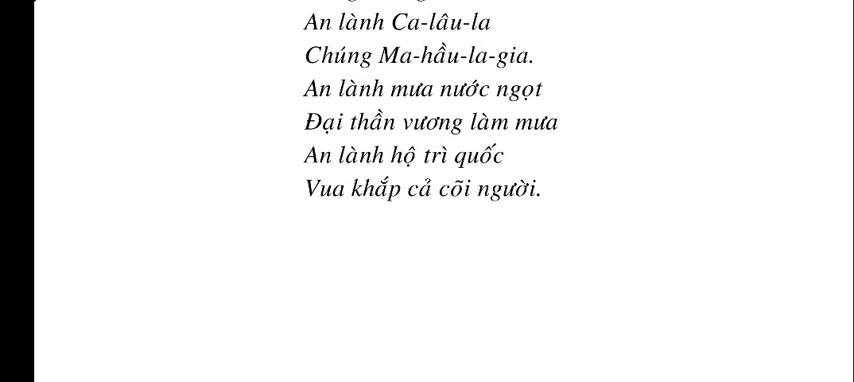 An lành Ca-lâu-la
Chúng Ma-hầu-la-gia.
An lành mưa nước ngọt
Đại thần vương làm mưa
An lành hộ trì quốc
Vua khắp cả cõi người.